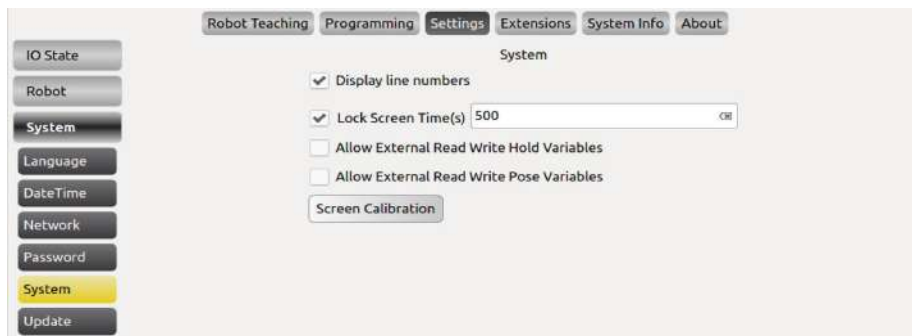 Robot Teaching Programming Settings Extensions System Info About
IO State
Robot
System
Language
DateTime
Network
Password
System
Update
System
Display line numbers
Lock Screen Time(s) 500
Allow External Read Write Hold Variables
Allow External Read Write Pose Variables
Screen Calibration